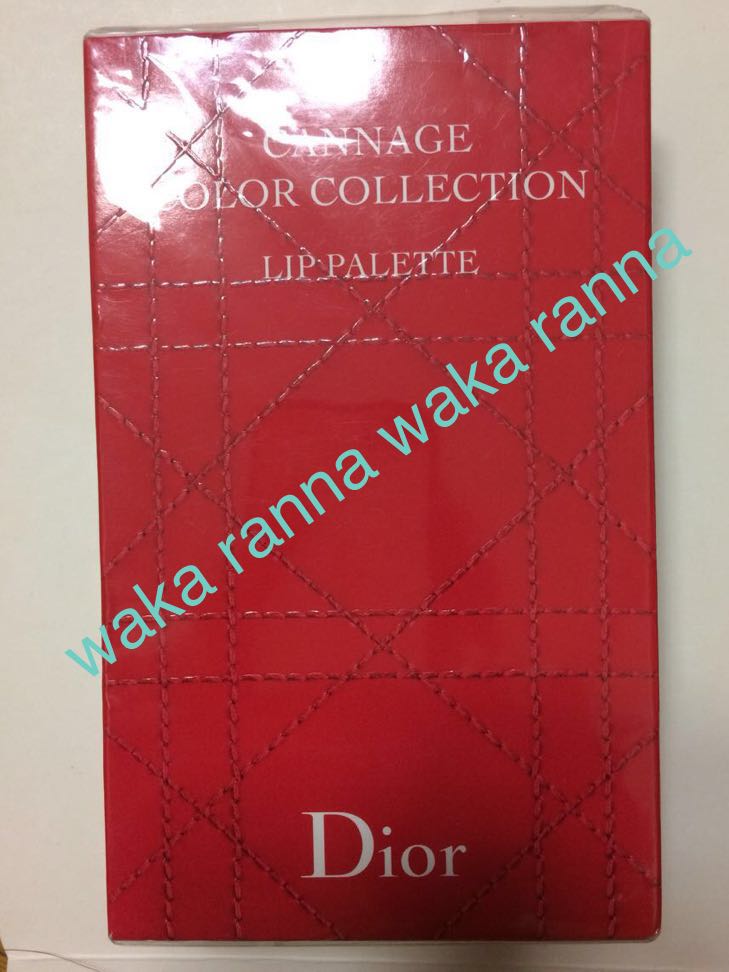 CANNAGE
COLOR COLLECTION
LIP PALETTE
waka ranna waka ranna
Dior